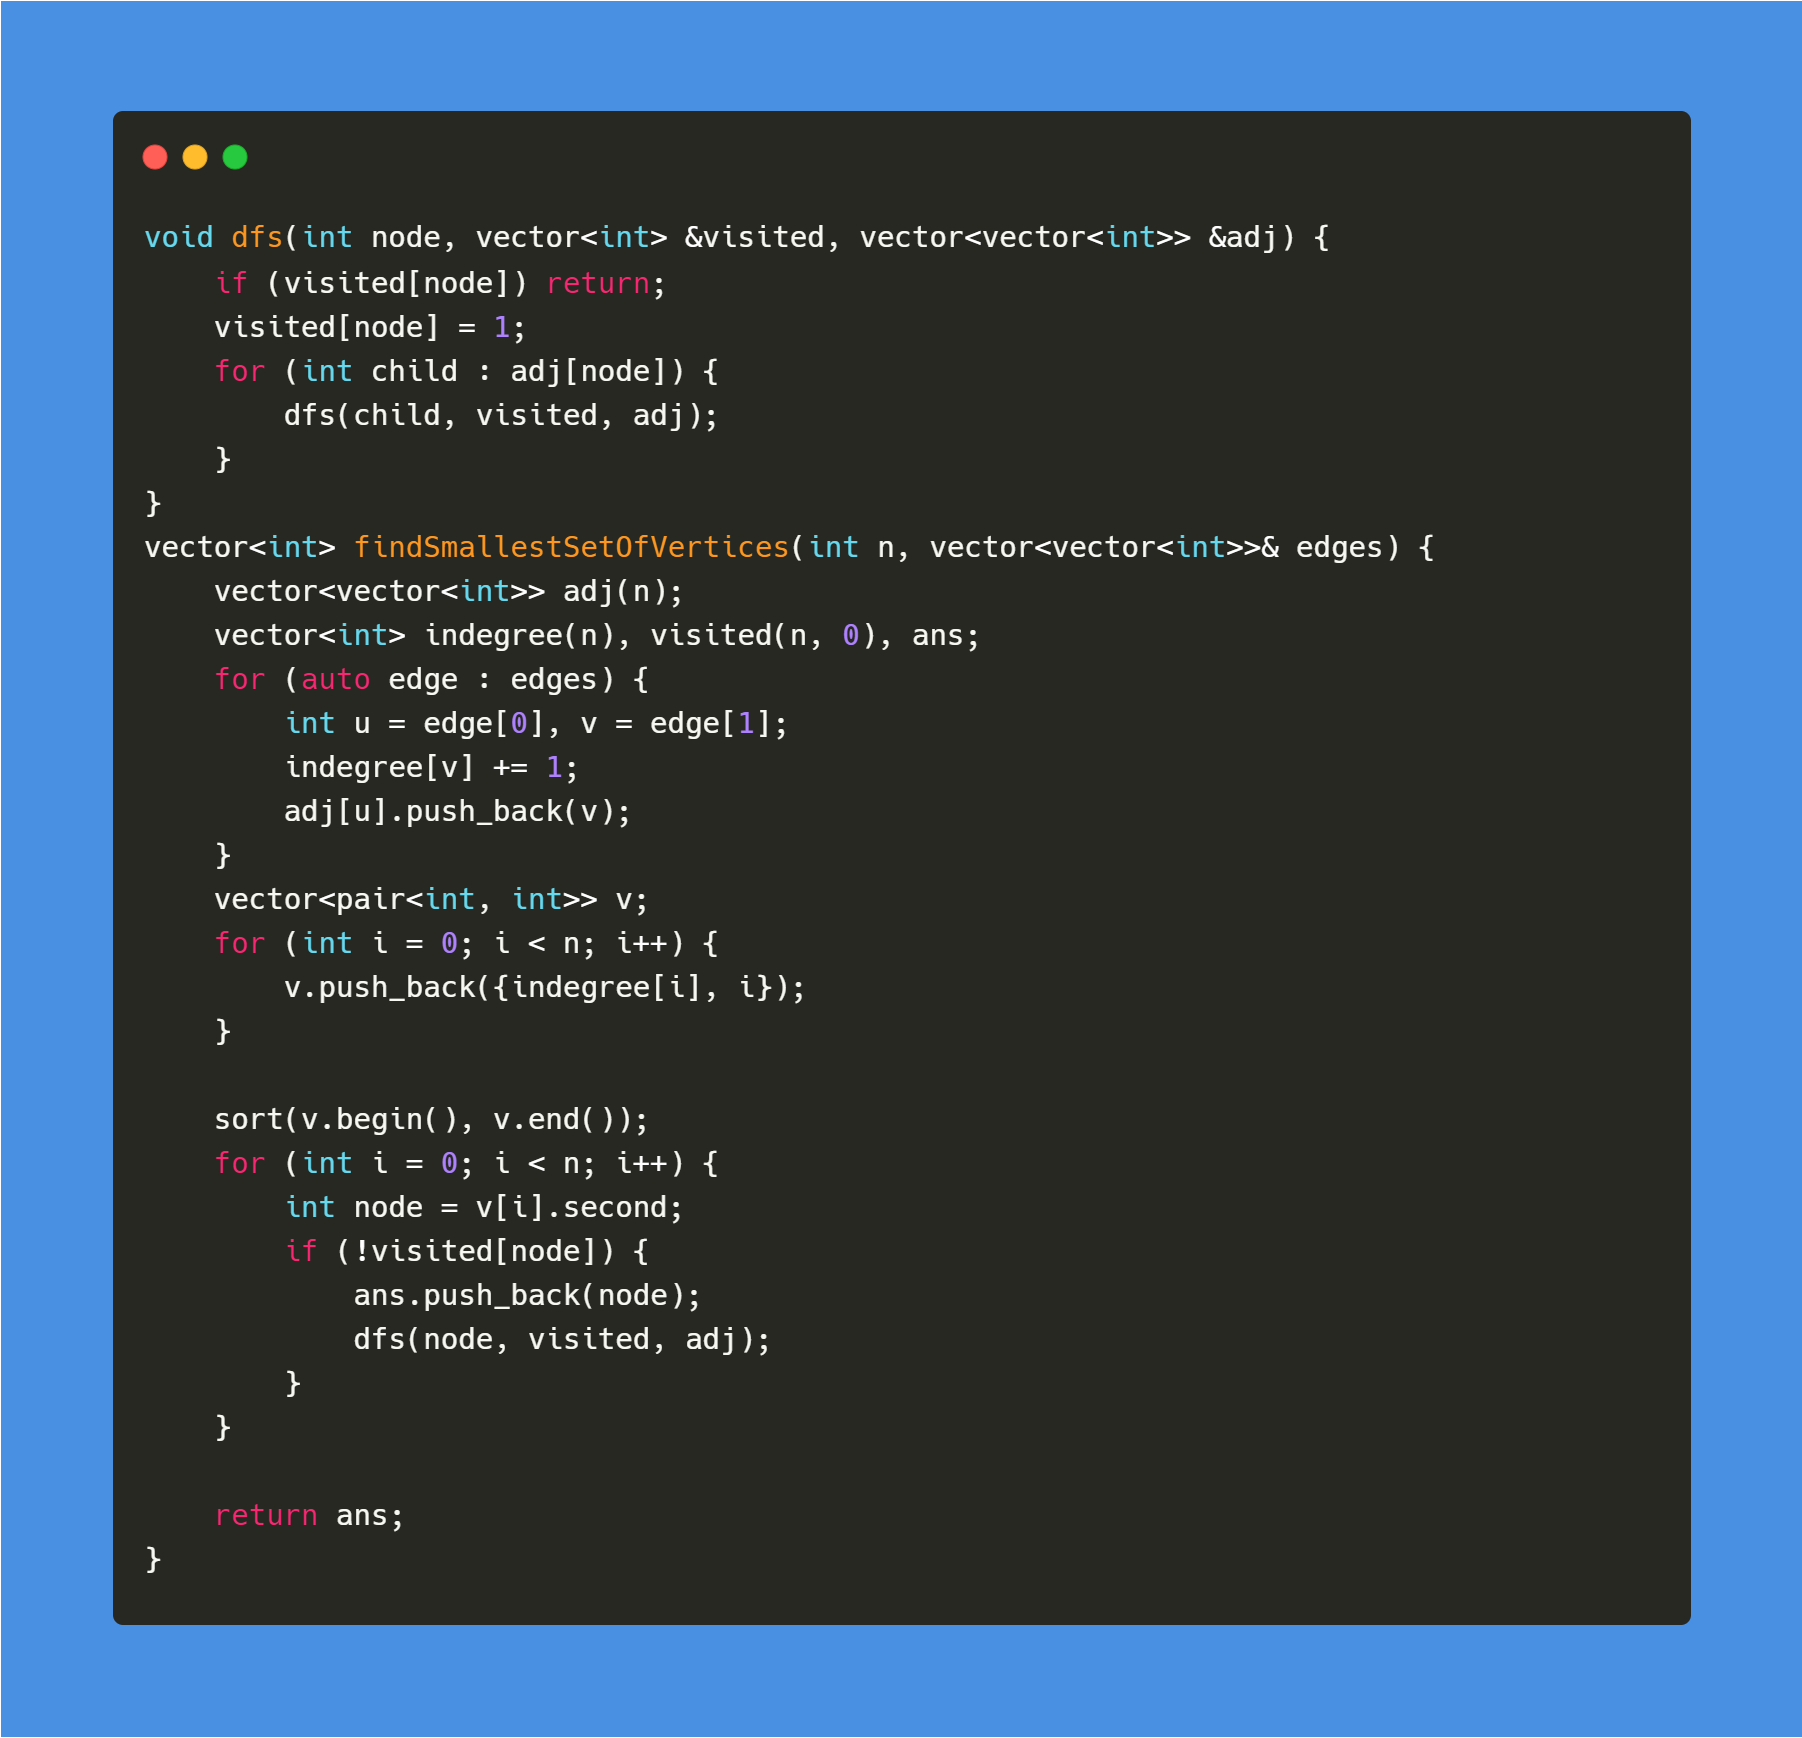 void dfs(int node, vector<int> &visited, vector<vector<int>> &adj) {
    if (visited[node]) return;
    visited[node] = 1;
    for (int child : adj[node]) {
        dfs(child, visited, adj);
    }
}
vector<int> findSmallestSetOfVertices(int n, vector<vector<int>>& edges) {
    vector<vector<int>> adj(n);
    vector<int> indegree(n), visited(n, 0), ans;
    for (auto edge : edges) {
        int u = edge[0], v = edge[1];
        indegree[v] += 1;
        adj[u].push_back(v);
    }
    vector<pair<int, int>> v;
    for (int i = 0; i < n; i++) {
        v.push_back({indegree[i], i});
    }

    sort(v.begin(), v.end());
    for (int i = 0; i < n; i++) {
        int node = v[i].second;
        if (!visited[node]) {
            ans.push_back(node);
            dfs(node, visited, adj);
        }
    }

    return ans;
}